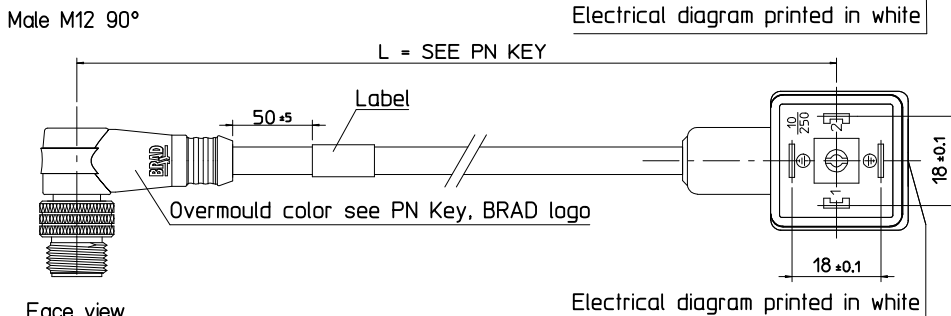 Male M12 90°
Electrical diagram printed in white
L = SEE PN KEY
50 ±5
Label
BRAD
10
250
2
1
18 ±0.1
Overmould color see PN Key, BRAD logo
18 ±0.1
Face view
Electrical diagram printed in white